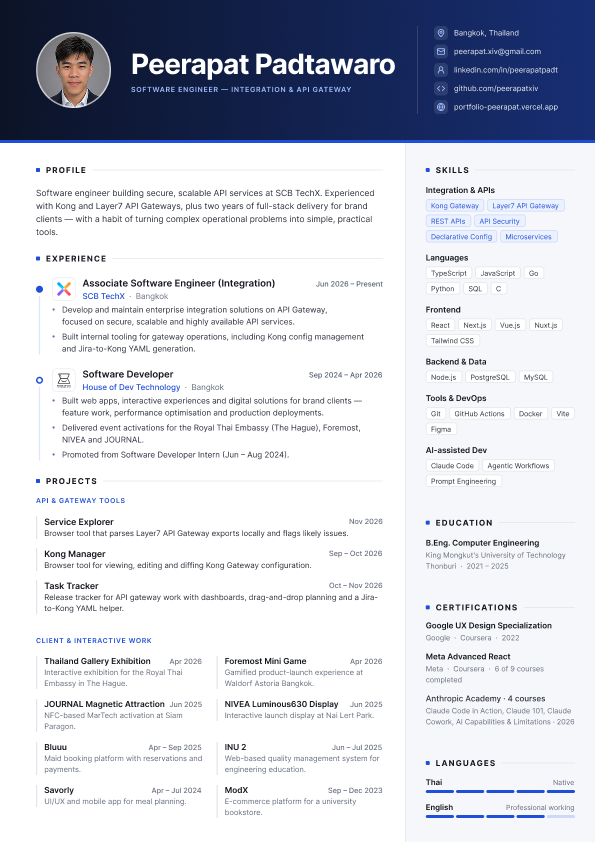 Peerapat Padtawaro
SOFTWARE ENGINEER — INTEGRATION & API GATEWAY
Bangkok, Thailand
peerapat.xiv@gmail.com
linkedin.com/in/peerapatpadt
github.com/peerapatxiv
portfolio-peerapat.vercel.app
PROFILE
Software engineer building secure, scalable API services at SCB TechX. Experienced
with Kong and Layer7 API Gateways, plus two years of full-stack delivery for brand
clients — with a habit of turning complex operational problems into simple, practical
tools.
EXPERIENCE
Associate Software Engineer (Integration) Jun 2026 – Present
SCB TechX · Bangkok
• Develop and maintain enterprise integration solutions on API Gateway,
focused on secure, scalable and highly available API services.
• Built internal tooling for gateway operations, including Kong config management
and Jira-to-Kong YAML generation.
Software Developer Sep 2024 – Apr 2026
House of Dev Technology · Bangkok
• Built web apps, interactive experiences and digital solutions for brand clients —
feature work, performance optimisation and production deployments.
• Delivered event activations for the Royal Thai Embassy (The Hague), Foremost,
NIVEA and JOURNAL.
• Promoted from Software Developer Intern (Jun – Aug 2024).
PROJECTS
API & GATEWAY TOOLS
Service Explorer Nov 2026
Browser tool that parses Layer7 API Gateway exports locally and flags likely issues.
Kong Manager Sep – Oct 2026
Browser tool for viewing, editing and diffing Kong Gateway configuration.
Task Tracker Oct – Nov 2026
Release tracker for API gateway work with dashboards, drag-and-drop planning and a Jira-
to-Kong YAML helper.
CLIENT & INTERACTIVE WORK
Thailand Gallery Exhibition Apr 2026
Interactive exhibition for the Royal Thai
Embassy in The Hague.
Foremost Mini Game Apr 2026
Gamified product-launch experience at
Waldorf Astoria Bangkok.
JOURNAL Magnetic Attraction Jun 2025
NFC-based MarTech activation at Siam
Paragon.
NIVEA Luminous630 Display Jun 2025
Interactive launch display at Nai Lert Park.
Bluuu Apr – Sep 2025
Maid booking platform with reservations and
payments.
INU 2 Jun – Jul 2025
Web-based quality management system for
engineering education.
Savorly Apr – Jul 2024
UI/UX and mobile app for meal planning.
ModX Sep – Dec 2023
E-commerce platform for a university
bookstore.
SKILLS
Integration & APIs
Kong Gateway Layer7 API Gateway
REST APIs API Security
Declarative Config Microservices
Languages
TypeScript JavaScript Go
Python SQL C
Frontend
React Next.js Vue.js Nuxt.js
Tailwind CSS
Backend & Data
Node.js PostgreSQL MySQL
Tools & DevOps
Git GitHub Actions Docker Vite
Figma
AI-assisted Dev
Claude Code Agentic Workflows
Prompt Engineering
EDUCATION
B.Eng. Computer Engineering
King Mongkut's University of Technology
Thonburi · 2021 – 2025
CERTIFICATIONS
Google UX Design Specialization
Google · Coursera · 2022
Meta Advanced React
Meta · Coursera · 6 of 9 courses
completed
Anthropic Academy · 4 courses
Claude Code in Action, Claude 101, Claude
Cowork, AI Capabilities & Limitations · 2026
LANGUAGES
Thai Native
English Professional working